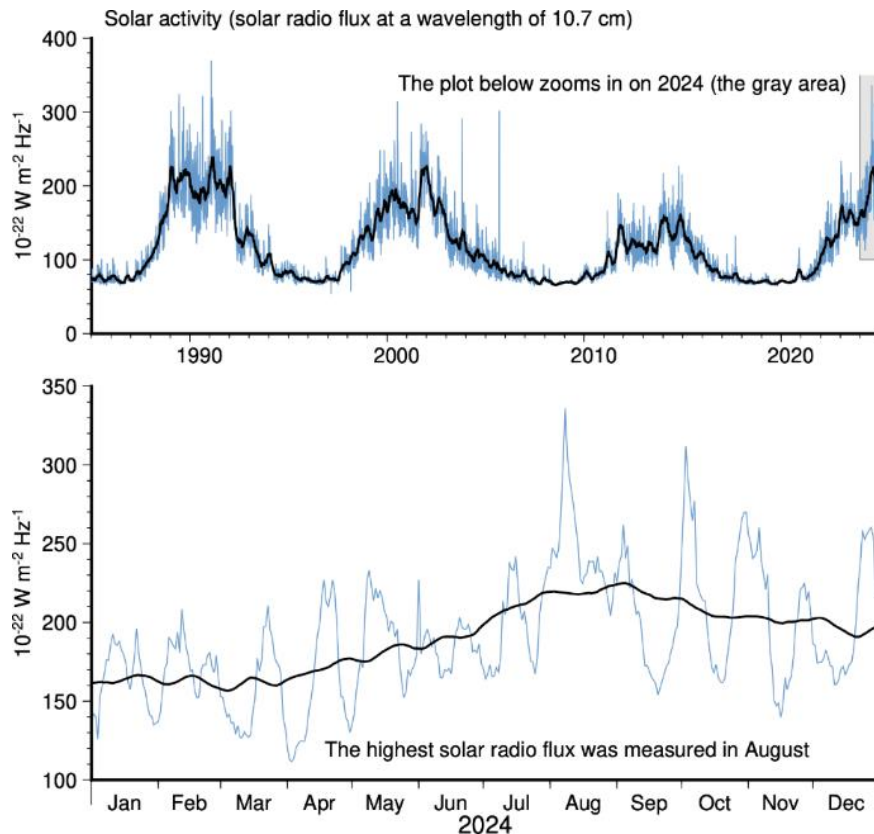 Solar activity (solar radio flux at a wavelength of 10.7 cm)
400
300
200
100
0
10⁻²² W m⁻² Hz⁻¹
The plot below zooms in on 2024 (the gray area)
1990
2000
2010
2020
350
300
250
200
150
100
10⁻²² W m⁻² Hz⁻¹
The highest solar radio flux was measured in August
Jan Feb Mar Apr May Jun Jul Aug Sep Oct Nov Dec
2024